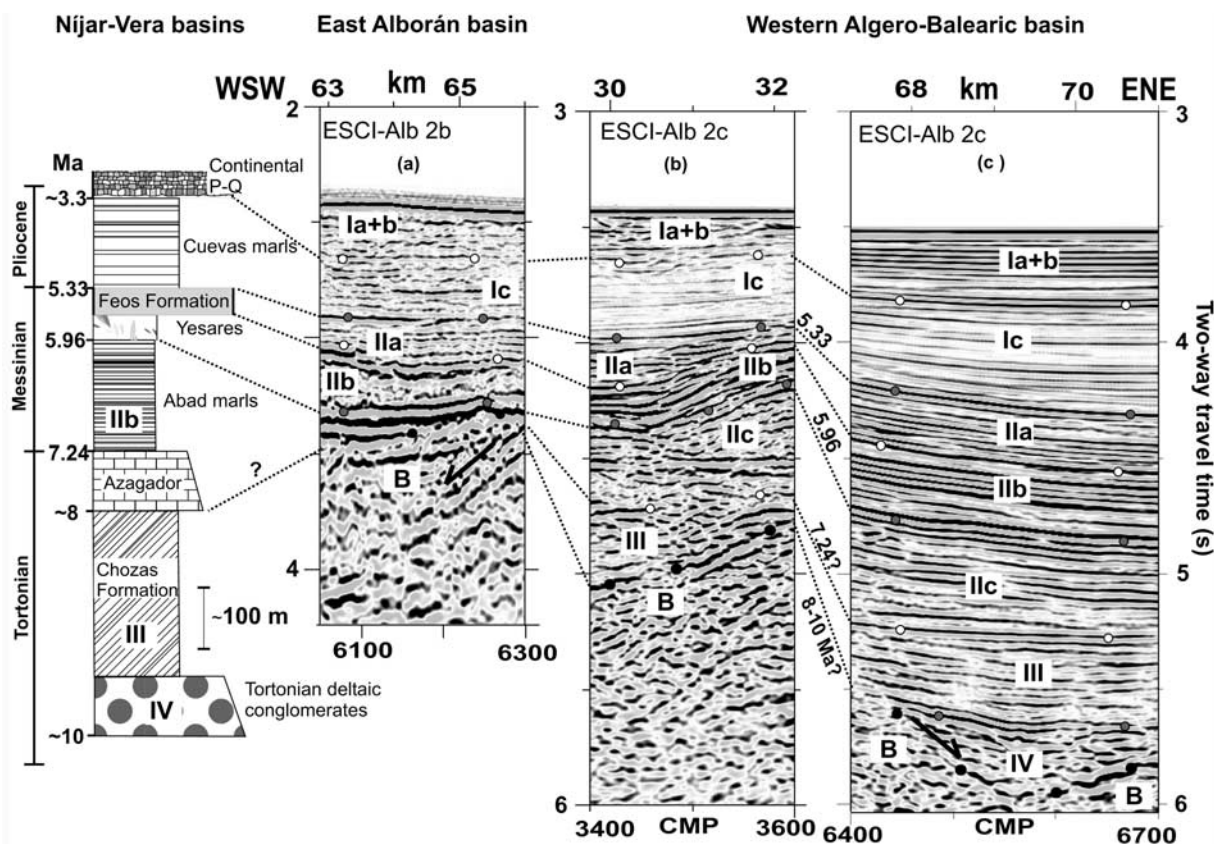 Níjar-Vera basins
East Alborán basin
Western Algero-Balearic basin
WSW
63
km
65
30
32
68
km
70
ENE
2
3
3
ESCI-Alb 2b
(a)
ESCI-Alb 2c
(b)
ESCI-Alb 2c
(c )
Ma
Continental
P-Q
~3.3
Pliocene
Cuevas marls
5.33
Feos Formation
Yesares
5.96
Messinian
IIb
Abad marls
7.24
Azagador
~8
Tortonian
Chozas
Formation
III
~100 m
IV
Tortonian deltaic
conglomerates
~10
?
Ia+b
Ic
IIa
IIb
B
4
6100
6300
Ia+b
Ic
IIa
IIb
IIc
III
B
6
3400
CMP
3600
5.33
5.96
7.24?
8-10 Ma?
Ia+b
Ic
IIa
IIb
IIc
III
B
IV
B
4
5
6
Two-way travel time (s)
6400
CMP
6700